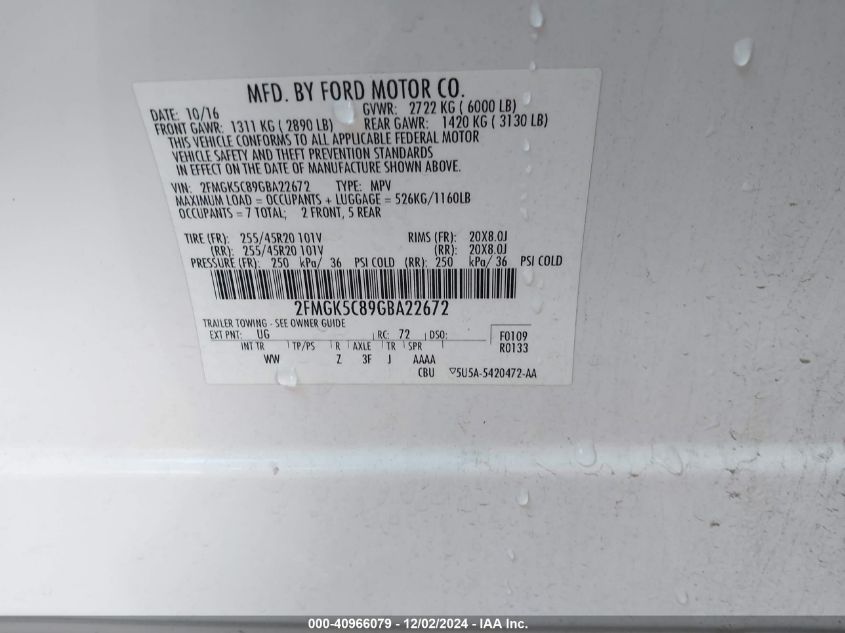 MFD. BY FORD MOTOR CO.
DATE: 10/16 GVWR: 2722 KG ( 6000 LB)
FRONT GAWR: 1311 KG ( 2890 LB) REAR GAWR: 1420 KG ( 3130 LB)
THIS VEHICLE CONFORMS TO ALL APPLICABLE FEDERAL MOTOR
VEHICLE SAFETY AND THEFT PREVENTION STANDARDS
IN EFFECT ON THE DATE OF MANUFACTURE SHOWN ABOVE.
VIN: 2FMGK5C89GBA22672 TYPE: MPV
MAXIMUM LOAD = OCCUPANTS + LUGGAGE = 526KG/1160LB
OCCUPANTS = 7 TOTAL; 2 FRONT, 5 REAR
TIRE (FR): 255/45R20 101V RIMS (FR): 20X8.0J
(RR): 255/45R20 101V (RR): 20X8.0J
PRESSURE (FR): 250 kPa/ 36 PSI COLD (RR): 250 kPa/ 36 PSI COLD
2FMGK5C89GBA22672
TRAILER TOWING - SEE OWNER GUIDE
EXT PNT: UG RC: 72 DSO: F0109
INT TR TP/PS R AXLE TR SPR R0133
WW Z 3F J AAAA
CBU ▽5U5A-5420472-AA
000-40966079 - 12/02/2024 - IAA Inc.